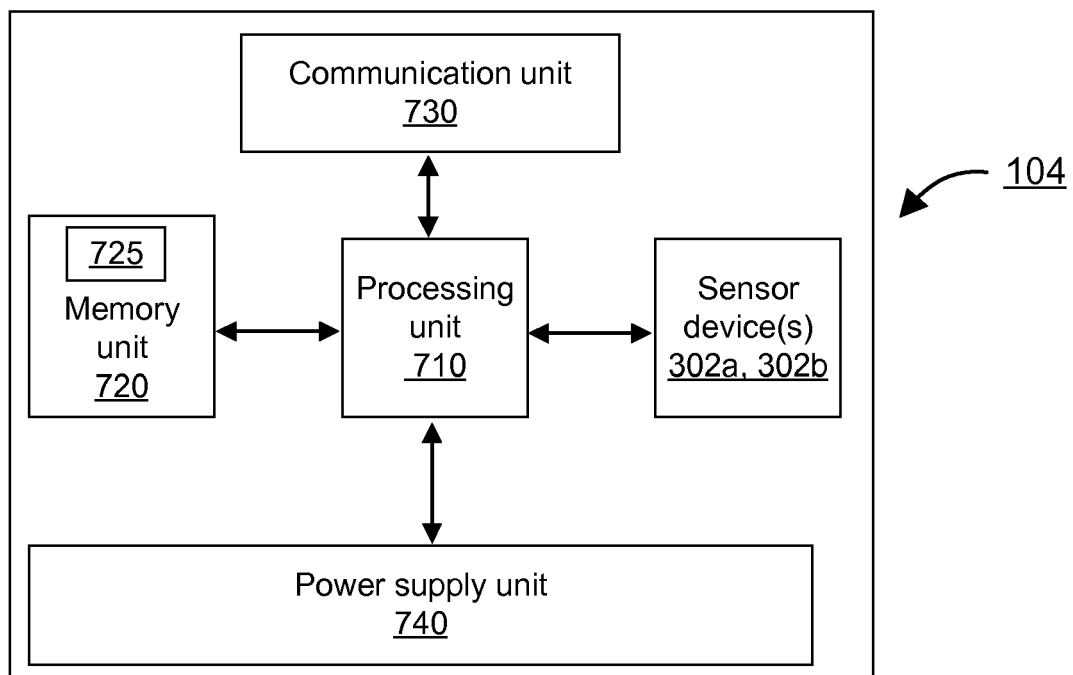 Communication unit
730
104
725
Memory
unit
720
Processing
unit
710
Sensor
device(s)
302a, 302b
Power supply unit
740